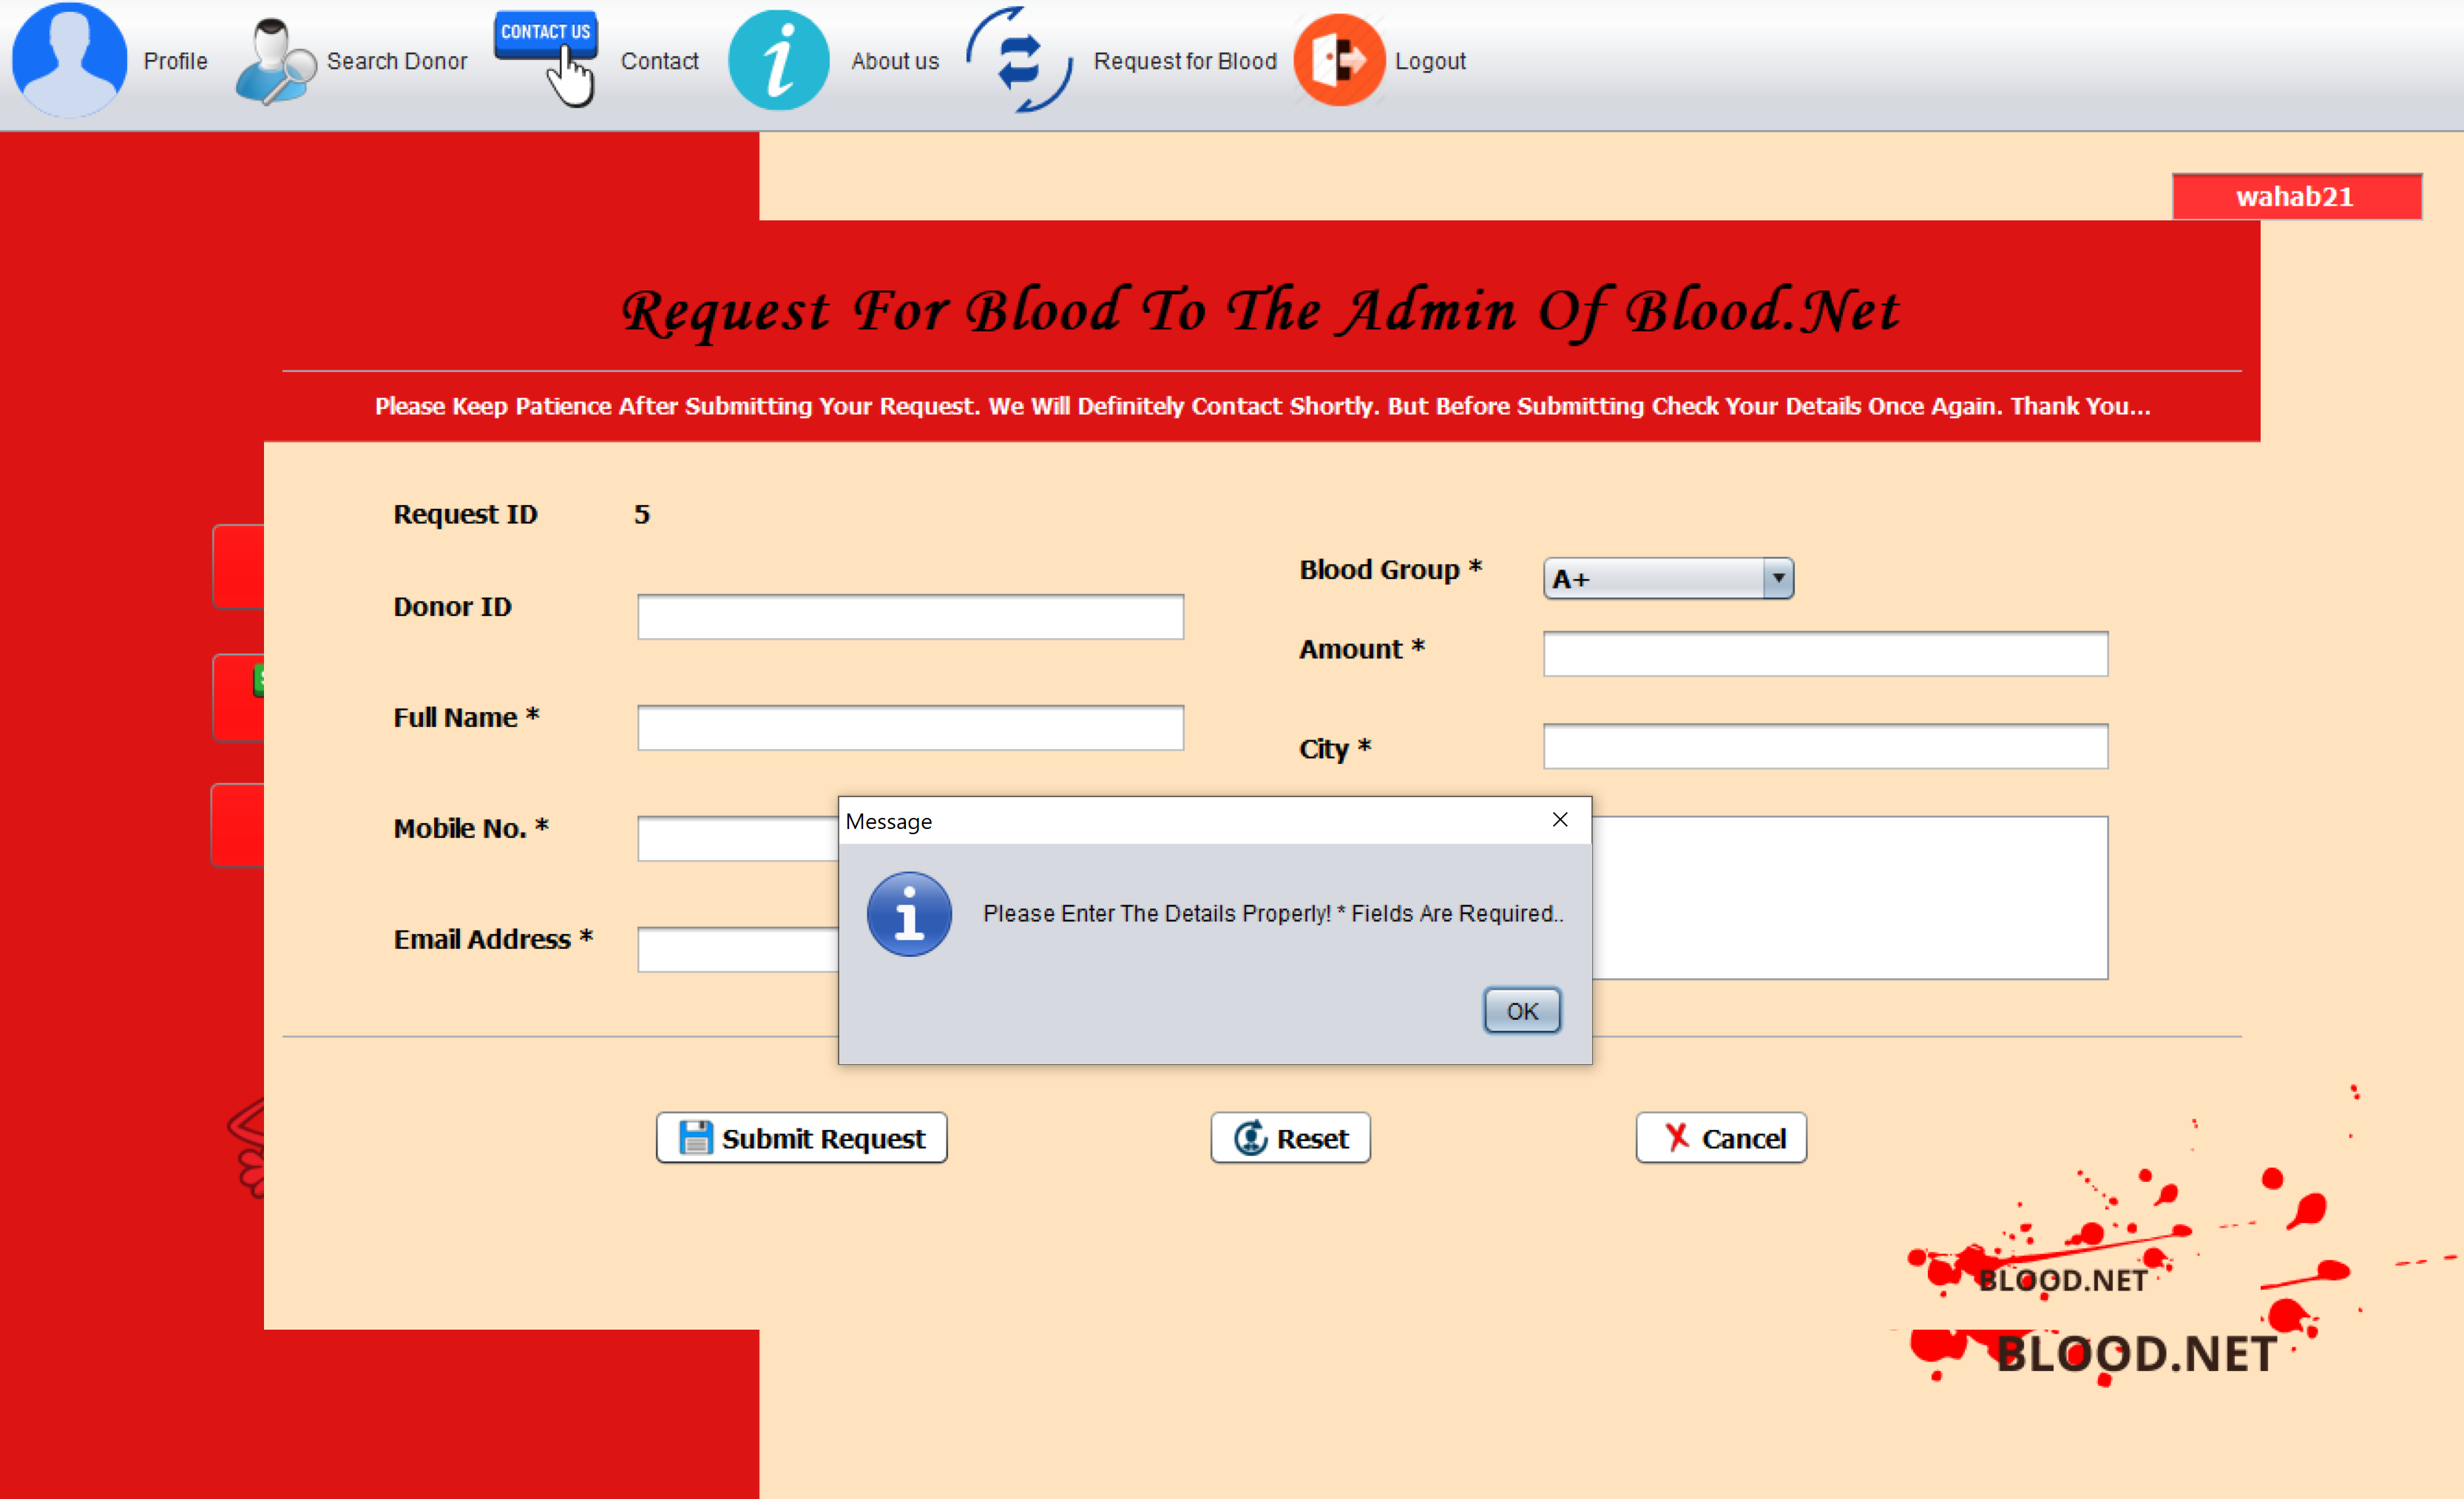 CONTACT US
Profile
Search Donor
Contact
About us
Request for Blood
Logout
wahab21
Request For Blood To The Admin Of Blood.Net
Please Keep Patience After Submitting Your Request. We Will Definitely Contact Shortly. But Before Submitting Check Your Details Once Again. Thank You...
Request ID 5
Blood Group * A+
Donor ID
Amount *
Full Name *
City *
Mobile No. *
Email Address *
Message
Please Enter The Details Properly! * Fields Are Required..
OK
Submit Request
Reset
Cancel
BLOOD.NET
BLOOD.NET